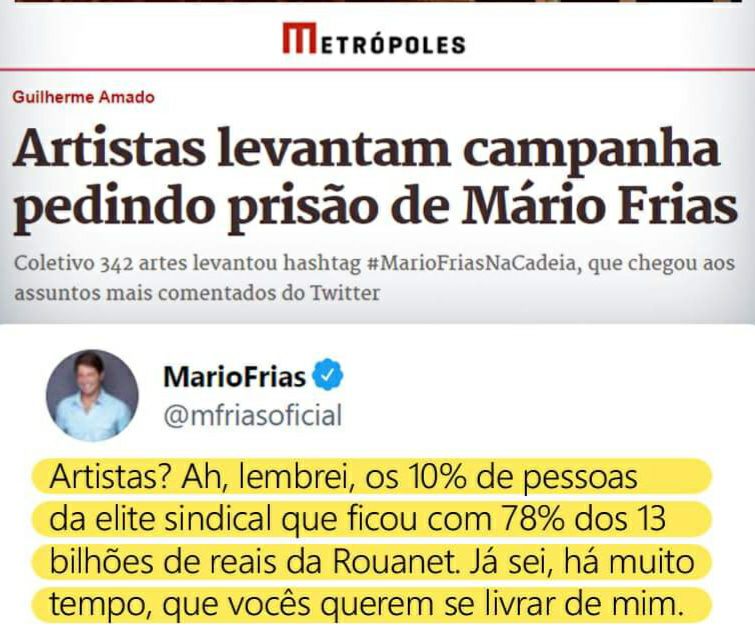 METRÓPOLES
Guilherme Amado
Artistas levantam campanha
pedindo prisão de Mário Frias
Coletivo 342 artes levantou hashtag #MarioFriasNaCadeia, que chegou aos
assuntos mais comentados do Twitter
MarioFrias
@mfriasoficial
Artistas? Ah, lembrei, os 10% de pessoas
da elite sindical que ficou com 78% dos 13
bilhões de reais da Rouanet. Já sei, há muito
tempo, que vocês querem se livrar de mim.